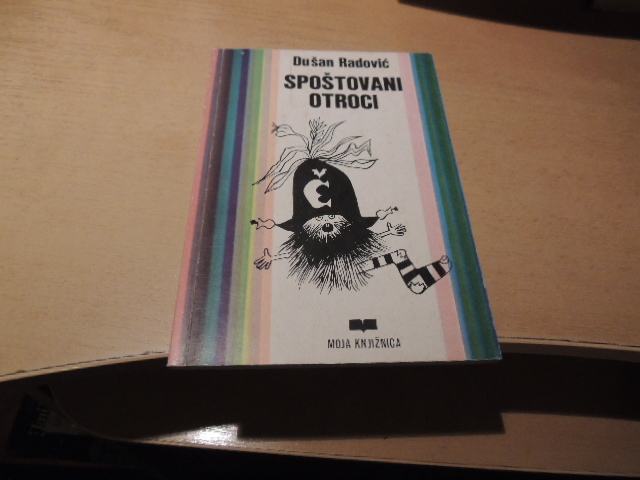 Dušan Radović
SPOŠTOVANI
OTROCI
Č
MOJA KNJIŽNICA